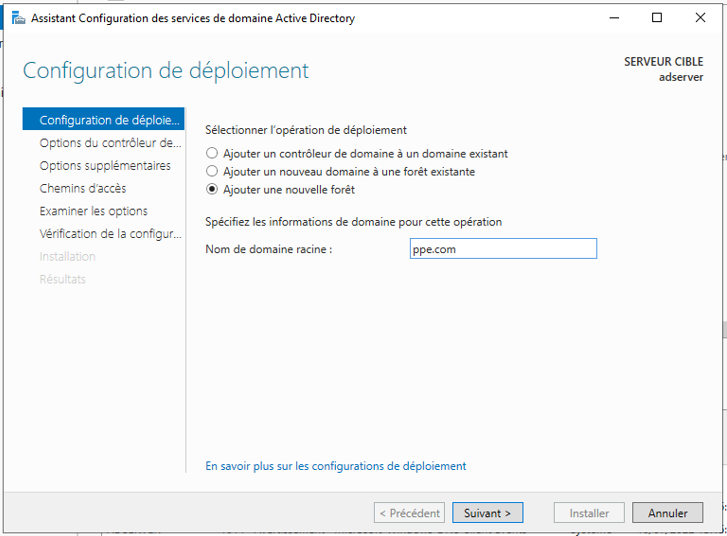 Assistant Configuration des services de domaine Active Directory
Configuration de déploiement
SERVEUR CIBLE
adserver
Configuration de déploie...
Options du contrôleur de...
Options supplémentaires
Chemins d'accès
Examiner les options
Vérification de la configur...
Installation
Résultats
Sélectionner l'opération de déploiement
Ajouter un contrôleur de domaine à un domaine existant
Ajouter un nouveau domaine à une forêt existante
Ajouter une nouvelle forêt
Spécifiez les informations de domaine pour cette opération
Nom de domaine racine :
ppe.com
En savoir plus sur les configurations de déploiement
< Précédent
Suivant >
Installer
Annuler